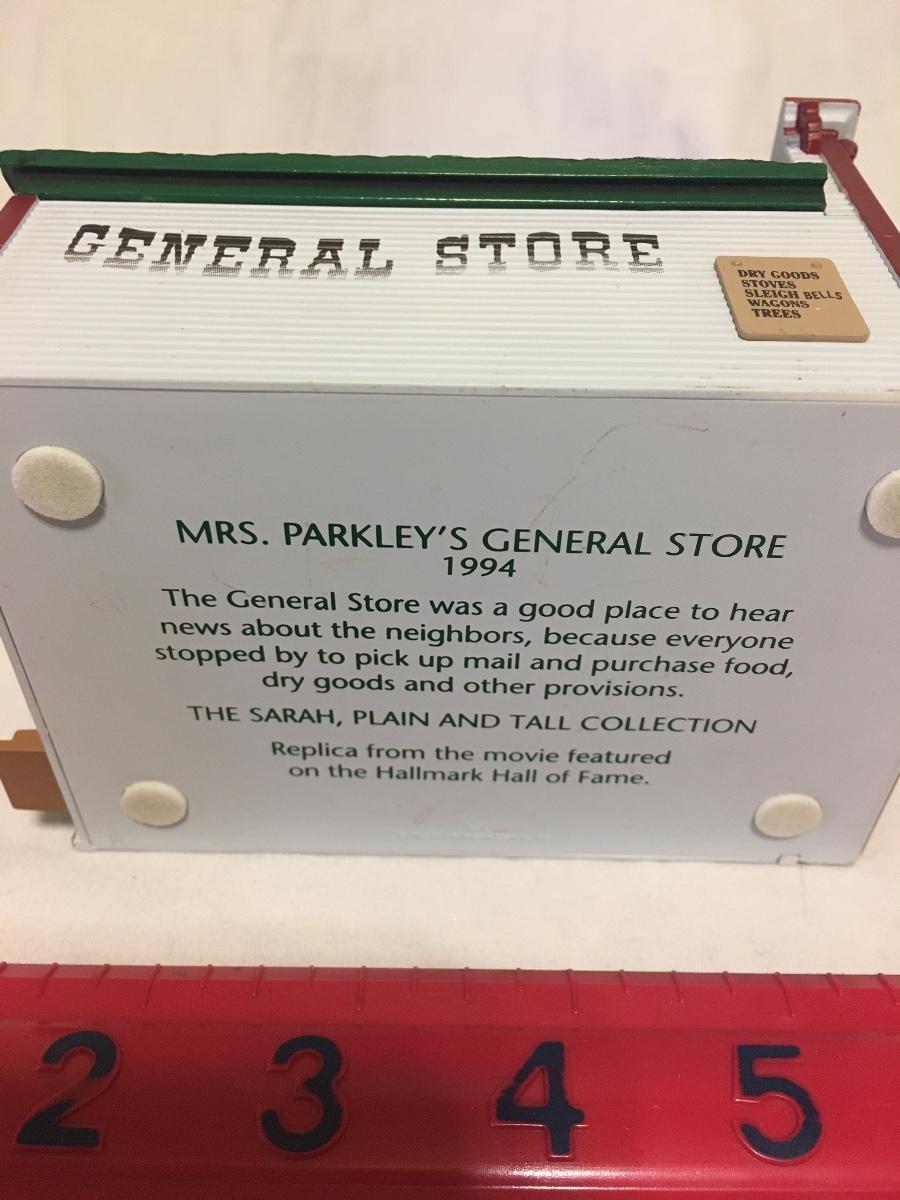 GENERAL STORE
DRY GOODS
STOVES
SLEIGH BELLS
WAGONS
TREES
MRS. PARKLEY'S GENERAL STORE
1994
The General Store was a good place to hear
news about the neighbors, because everyone
stopped by to pick up mail and purchase food,
dry goods and other provisions.
THE SARAH, PLAIN AND TALL COLLECTION
Replica from the movie featured
on the Hallmark Hall of Fame.
2 3 4 5